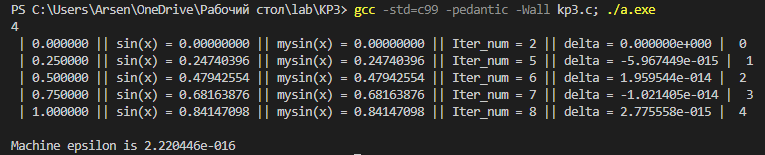 PS C:\Users\Arsen\OneDrive\Рабочий стол\lab\KP3> gcc -std=c99 -pedantic -Wall kp3.c; ./a.exe
4
| 0.000000 || sin(x) = 0.00000000 || mysin(x) = 0.00000000 || Iter_num = 2 || delta = 0.000000e+000 |  0
| 0.250000 || sin(x) = 0.24740396 || mysin(x) = 0.24740396 || Iter_num = 5 || delta = -5.967449e-015 |  1
| 0.500000 || sin(x) = 0.47942554 || mysin(x) = 0.47942554 || Iter_num = 6 || delta = 1.959544e-014 |  2
| 0.750000 || sin(x) = 0.68163876 || mysin(x) = 0.68163876 || Iter_num = 7 || delta = -1.021405e-014 |  3
| 1.000000 || sin(x) = 0.84147098 || mysin(x) = 0.84147098 || Iter_num = 8 || delta = 2.775558e-015 |  4
Machine epsilon is 2.220446e-016